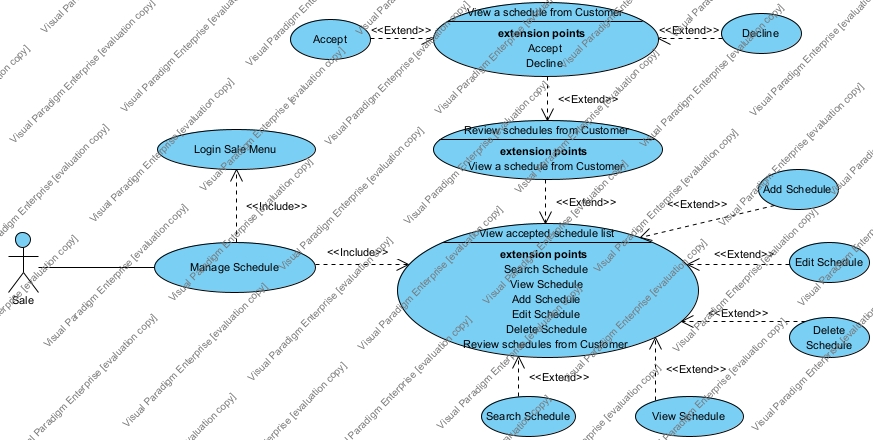 View a schedule from Customer
Accept
<<Extend>>
extension points
Accept
Decline
<<Extend>>
Decline
<<Extend>>
Review schedules from Customer
extension points
View a schedule from Customer
Login Sale Menu
<<Include>>
<<Extend>>
Add Schedule
<<Extend>>
View accepted schedule list
extension points
Search Schedule
View Schedule
Add Schedule
Edit Schedule
Delete Schedule
Review schedules from Customer
Manage Schedule
<<Include>>
Sale
<<Extend>>
Edit Schedule
<<Extend>>
Delete
Schedule
<<Extend>>
<<Extend>>
Search Schedule
View Schedule
Visual Paradigm Enterprise [evaluation copy]